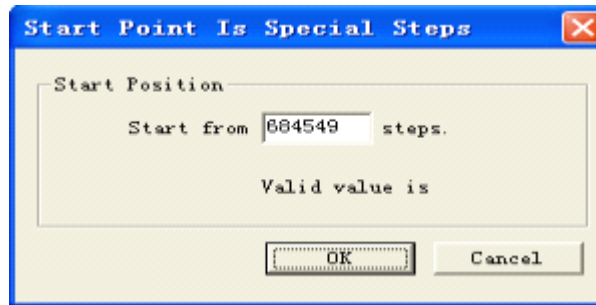 Start Point Is Special Steps
Start Position
Start from 684549 steps.
Valid value is
OK Cancel